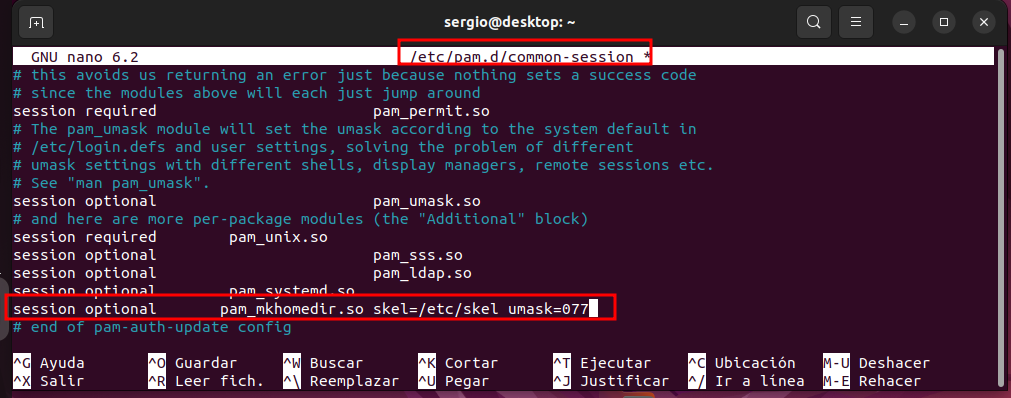 sergio@desktop: ~
GNU nano 6.2 /etc/pam.d/common-session *
# this avoids us returning an error just because nothing sets a success code
# since the modules above will each just jump around
session required pam_permit.so
# The pam_umask module will set the umask according to the system default in
# /etc/login.defs and user settings, solving the problem of different
# umask settings with different shells, display managers, remote sessions etc.
# See "man pam_umask".
session optional pam_umask.so
# and here are more per-package modules (the "Additional" block)
session required pam_unix.so
session optional pam_sss.so
session optional pam_ldap.so
session optional pam_systemd.so
session optional pam_mkhomedir.so skel=/etc/skel umask=077
# end of pam-auth-update config
^G Ayuda ^O Guardar ^W Buscar ^K Cortar ^T Ejecutar ^C Ubicación M-U Deshacer
^X Salir ^R Leer fich. ^\ Reemplazar ^U Pegar ^J Justificar ^/ Ir a línea M-E Rehacer